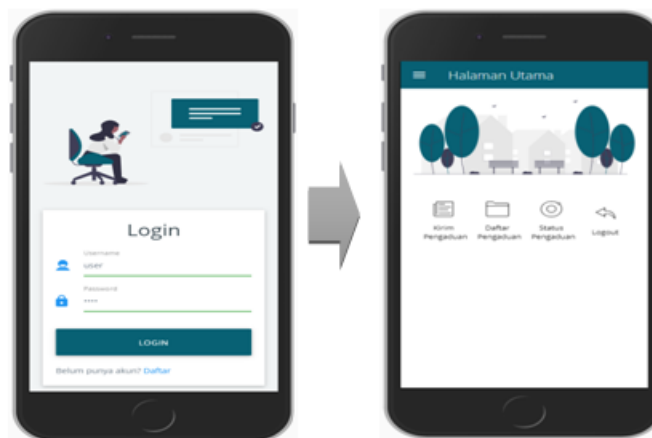 Login
Username
user
Password
••••
LOGIN
Belum punya akun? Daftar
Halaman Utama
Kirim
Pengaduan
Daftar
Pengaduan
Status
Pengaduan
Logout